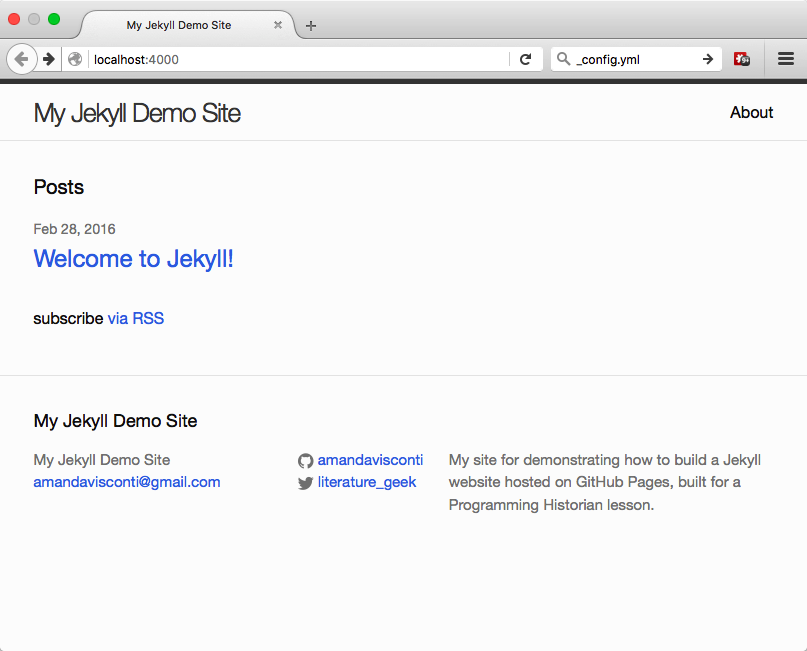 My Jekyll Demo Site
localhost:4000
_config.yml
My Jekyll Demo Site
About
Posts
Feb 28, 2016
Welcome to Jekyll!
subscribe via RSS
My Jekyll Demo Site
My Jekyll Demo Site
amandavisconti@gmail.com
amandavisconti
literature_geek
My site for demonstrating how to build a Jekyll
website hosted on GitHub Pages, built for a
Programming Historian lesson.